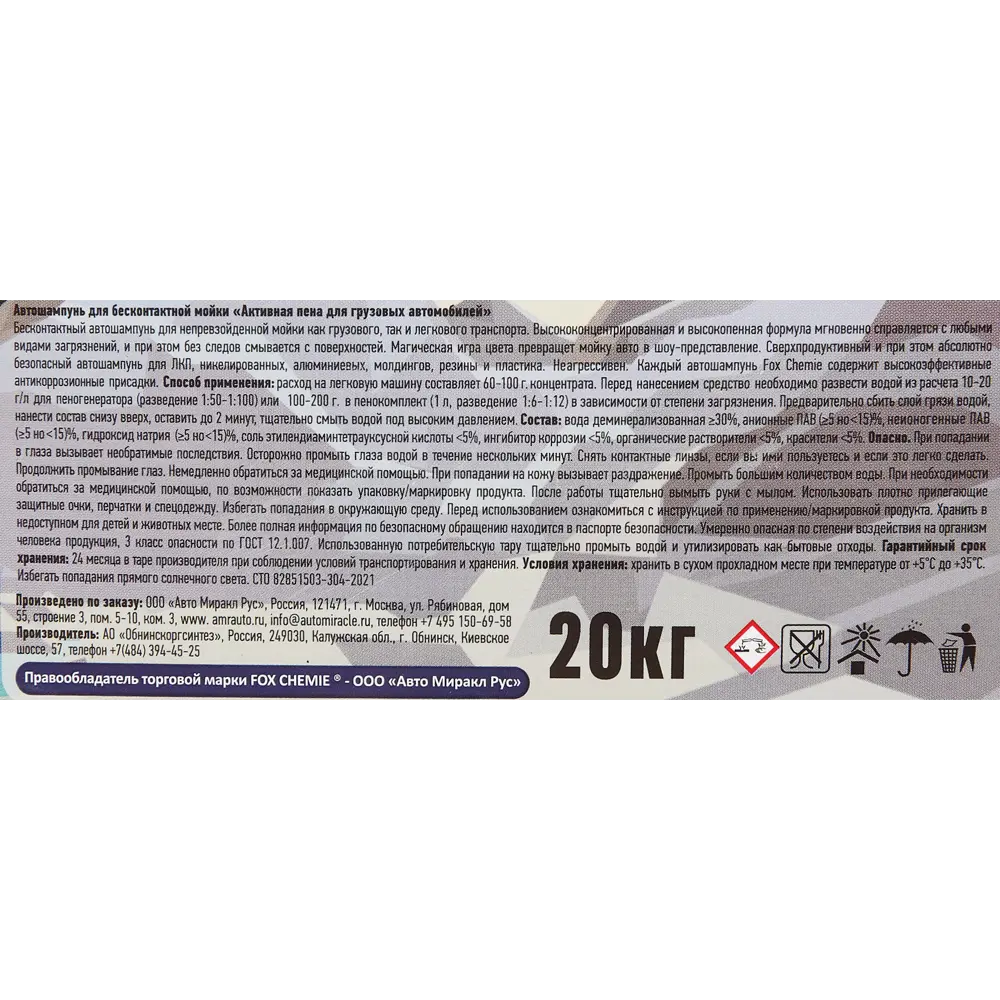 Автошампунь для бесконтактной мойки «Активная пена для грузовых автомобилей»
Бесконтактный автошампунь для непревзойденной мойки как грузового, так и легкового транспорта. Высококонцентрированная и высокопенная формула мгновенно справляется с любыми
видами загрязнений, и при этом без следов смывается с поверхностей. Магическая игра цвета превращет мойку авто в шоу-представление. Сверхпродуктивный и при этом абсолютно
безопасный автошампунь для ЛКП, никелированных, алюминиевых, молдингов, резины и пластика. Неагрессивен. Каждый автошампунь Fox Chemie содержит высокоэффективные
антикоррозионные присадки. Способ применения: расход на легковую машину составляет 60-100 г. концентрата. Перед нанесением средство необходимо развести водой из расчета 10-20
г/л для пеногенератора (разведение 1:50-1:100) или 100-200 г. в пенокомплект (1 л, разведение 1:6-1:12) в зависимости от степени загрязнения. Предварительно сбить слой грязи водой,
нанести состав снизу вверх, оставить до 2 минут, тщательно смыть водой под высоким давлением. Состав: вода деминерализованная ≥30%, анионные ПАВ (≥5 но<15)%, неионогенные ПАВ
(≥5 но<15)%, гидроксид натрия (≥5 но<15)%, соль этилендиаминтетрауксусной кислоты <5%, ингибитор коррозии <5%, органические растворители <5%, красители <5%. Опасно. При попадании
в глаза вызывает необратимые последствия. Осторожно промыть глаза водой в течение нескольких минут. Снять контактные линзы, если вы ими пользуетесь и если это легко сделать.
Продолжить промывание глаз. Немедленно обратиться за медицинской помощью. При попадании на кожу вызывает раздражение. Промыть большим количеством воды. При необходимости
обратиться за медицинской помощью, по возможности показать упаковку/маркировку продукта. После работы тщательно вымыть руки с мылом. Использовать плотно прилегающие
защитные очки, перчатки и спецодежду. Избегать попадания в окружающую среду. Перед использованием ознакомиться с инструкцией по применению/маркировкой продукта. Хранить в
недоступном для детей и животных месте. Более полная информация по безопасному обращению находится в паспорте безопасности. Умеренно опасная по степени воздействия на организм
человека продукция, 3 класс опасности по ГОСТ 12.1.007. Использованную потребительскую тару тщательно промыть водой и утилизировать как бытовые отходы. Гарантийный срок
хранения: 24 месяца в таре производителя при соблюдении условий транспортирования и хранения. Условия хранения: хранить в сухом прохладном месте при температуре от +5°С до +35°С.
Избегать попадания прямого солнечного света. СТО 82851503-304-2021
Произведено по заказу: ООО «Авто Миракл Рус», Россия, 121471, г. Москва, ул. Рябиновая, дом
55, строение 3, пом. 5-10, ком. 3, www. amrauto.ru, info@automiracle.ru, телефон +7 495 150-69-58
Производитель: АО «Обнинскоргсинтез», Россия, 249030, Калужская обл., г. Обнинск, Киевское
шоссе, 57, телефон +7(484) 394-45-25
Правообладатель торговой марки FOX CHEMIE ® - ООО «Авто Миракл Рус»
20кг